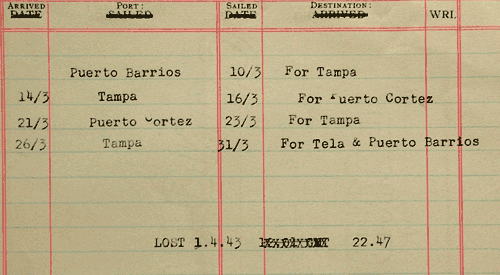 ARRIVED PORT: SAILED DESTINATION:
DATE SAILED DATE ARRIVED WRL
Puerto Barrios 10/3 For Tampa
14/3 Tampa 16/3 For Puerto Cortez
21/3 Puerto Cortez 23/3 For Tampa
26/3 Tampa 31/3 For Tela & Puerto Barrios
LOST 1.4.43 22.47